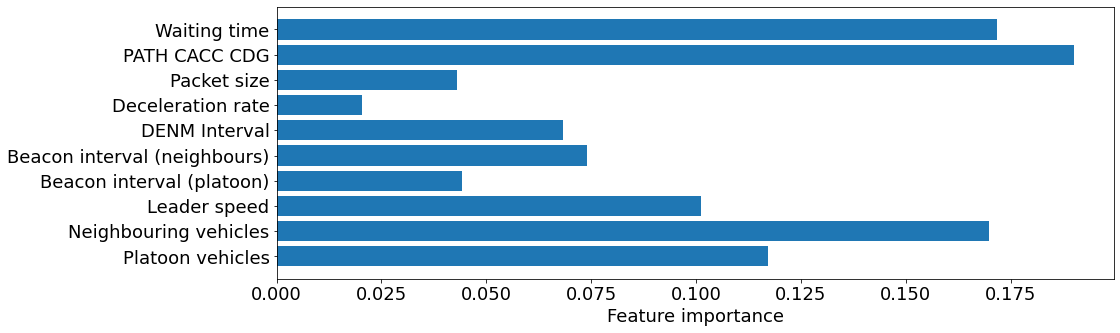 Waiting time
PATH CACC CDG
Packet size
Deceleration rate
DENM Interval
Beacon interval (neighbours)
Beacon interval (platoon)
Leader speed
Neighbouring vehicles
Platoon vehicles
0.000 0.025 0.050 0.075 0.100 0.125 0.150 0.175
Feature importance